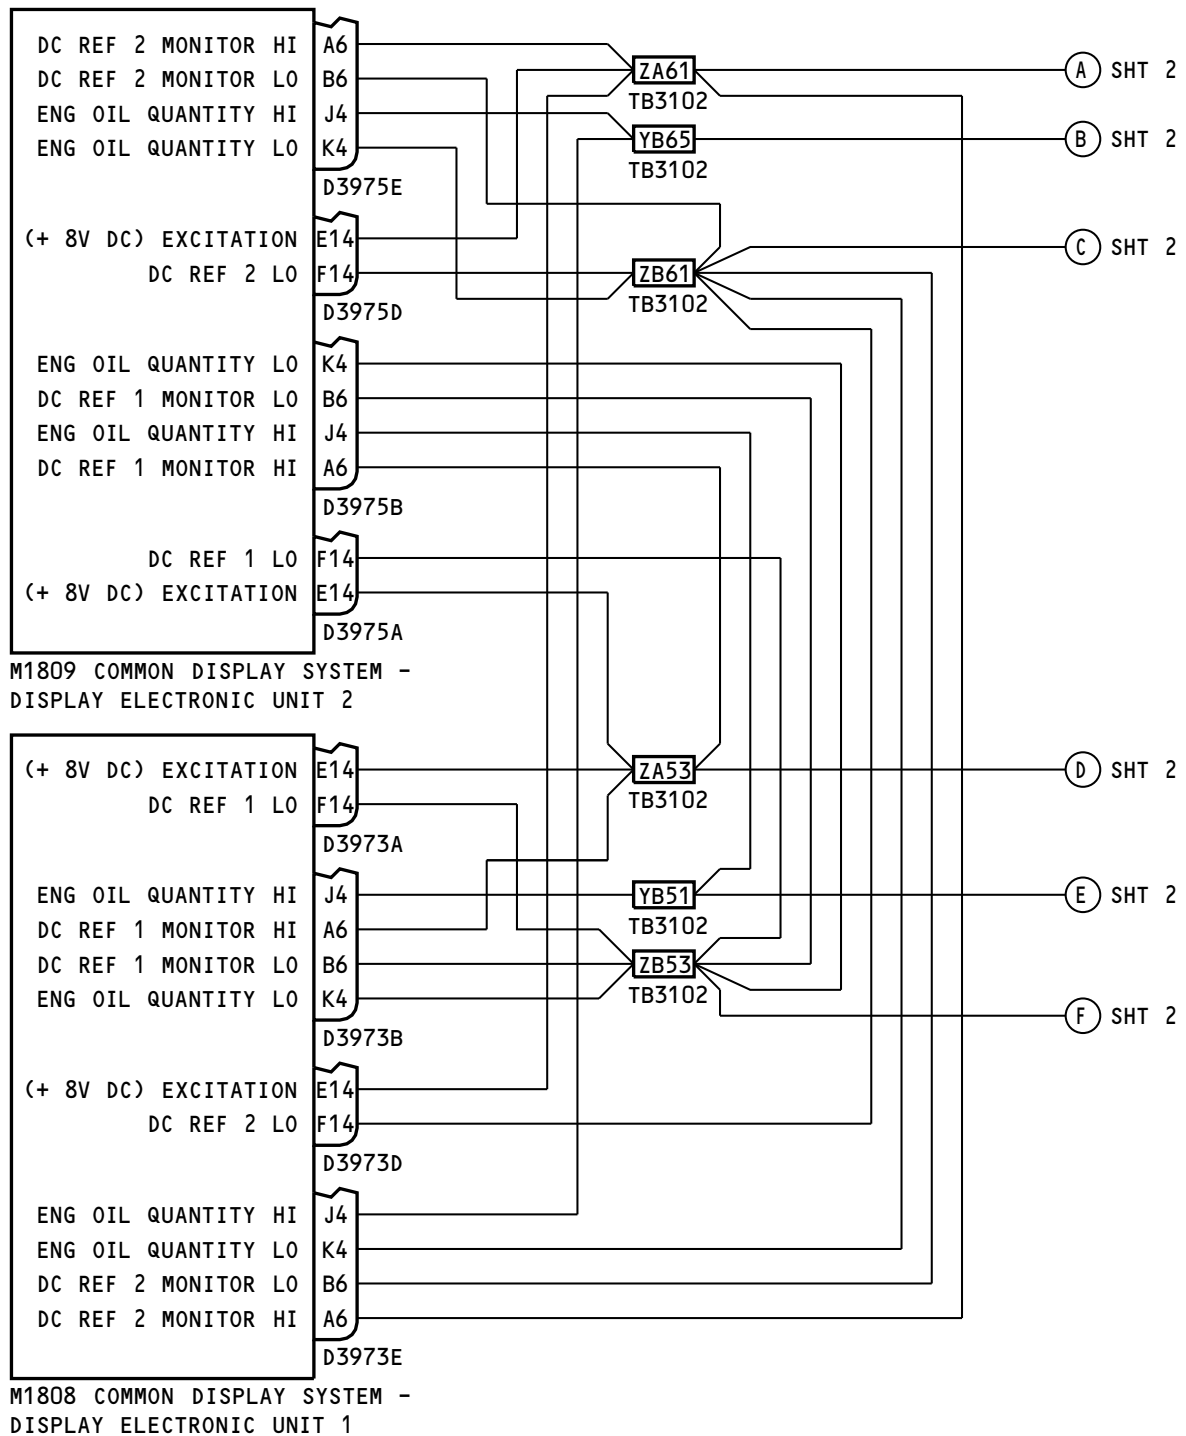 DC REF 2 MONITOR HI A6
DC REF 2 MONITOR LO B6
ENG OIL QUANTITY HI J4
ENG OIL QUANTITY LO K4
D3975E
(+ 8V DC) EXCITATION E14
DC REF 2 LO F14
D3975D
ENG OIL QUANTITY LO K4
DC REF 1 MONITOR LO B6
ENG OIL QUANTITY HI J4
DC REF 1 MONITOR HI A6
D3975B
DC REF 1 LO F14
(+ 8V DC) EXCITATION E14
D3975A
M1809 COMMON DISPLAY SYSTEM -
DISPLAY ELECTRONIC UNIT 2
(+ 8V DC) EXCITATION E14
DC REF 1 LO F14
D3973A
ENG OIL QUANTITY HI J4
DC REF 1 MONITOR HI A6
DC REF 1 MONITOR LO B6
ENG OIL QUANTITY LO K4
D3973B
(+ 8V DC) EXCITATION E14
DC REF 2 LO F14
D3973D
ENG OIL QUANTITY HI J4
ENG OIL QUANTITY LO K4
DC REF 2 MONITOR LO B6
DC REF 2 MONITOR HI A6
D3973E
M1808 COMMON DISPLAY SYSTEM -
DISPLAY ELECTRONIC UNIT 1
ZA61
TB3102
YB65
TB3102
ZB61
TB3102
ZA53
TB3102
YB51
TB3102
ZB53
TB3102
A SHT 2
B SHT 2
C SHT 2
D SHT 2
E SHT 2
F SHT 2